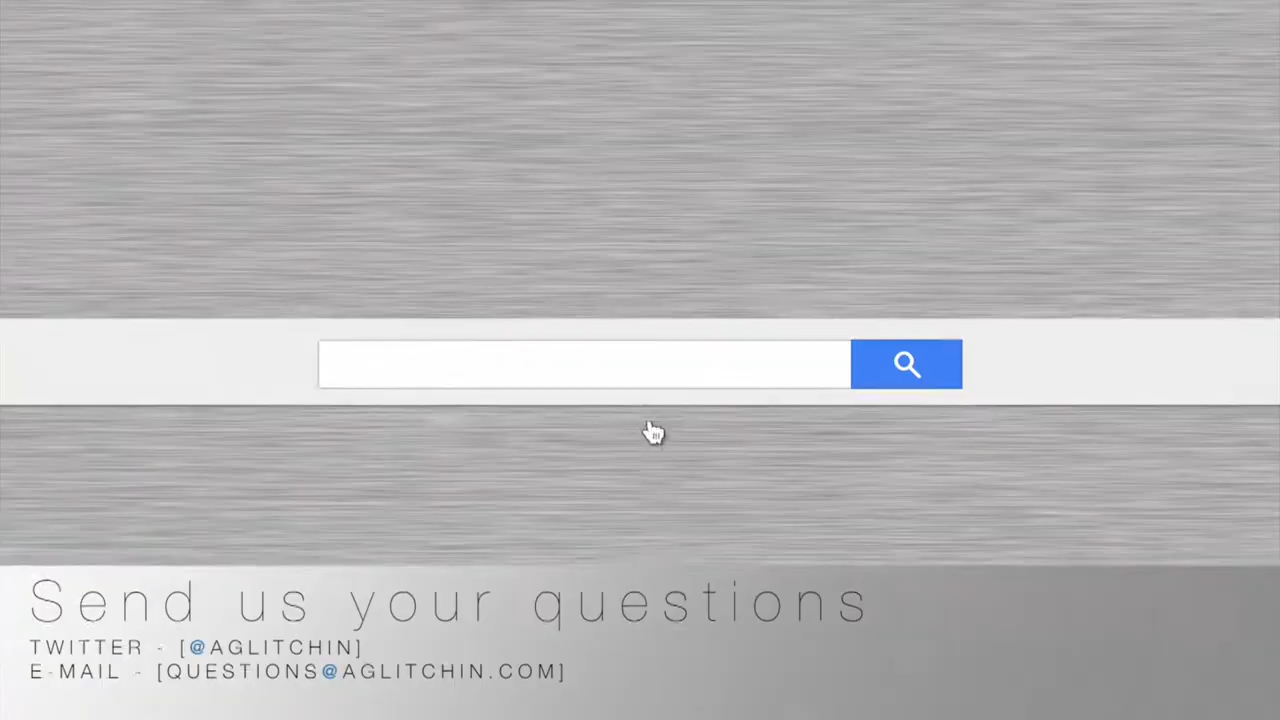 Send us your questions
TWITTER - [@AGLITCHIN]
E-MAIL - [QUESTIONS@AGLITCHIN.COM]